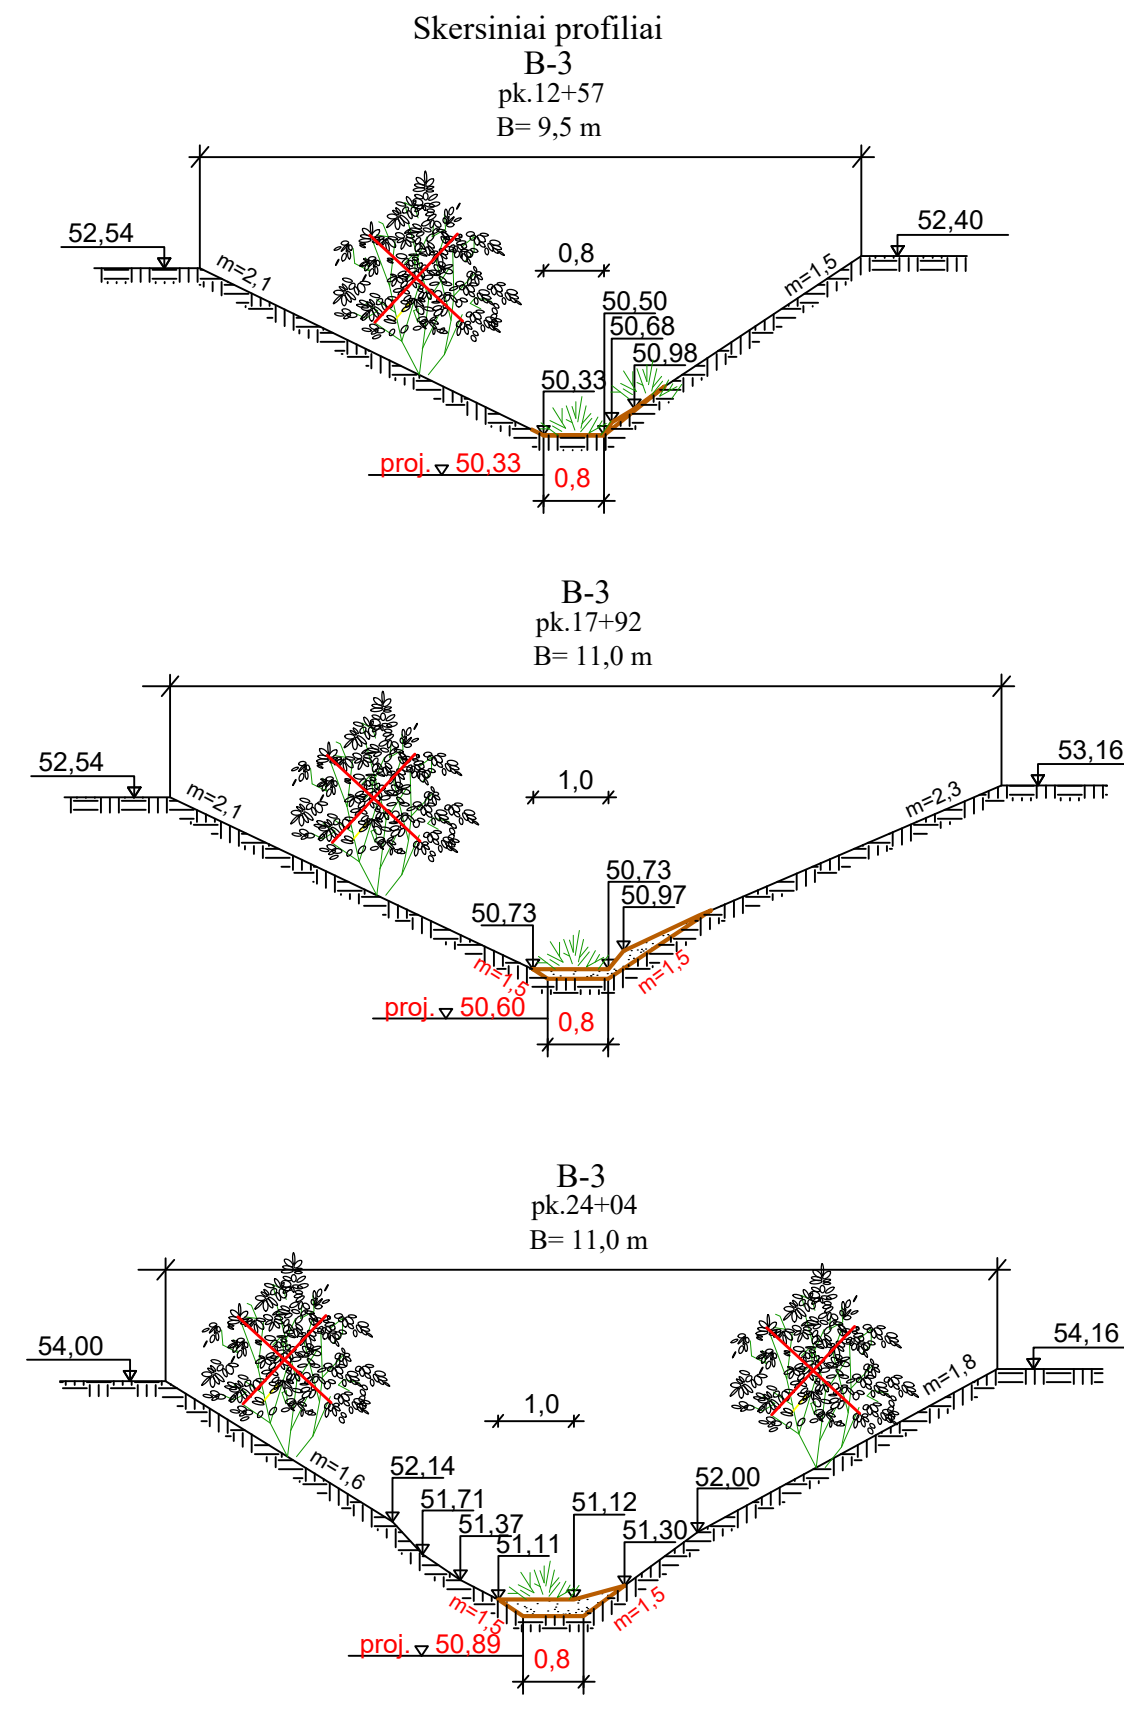 Skersiniai profiliai
B-3
pk.12+57
B= 9,5 m
52,54
52,40
m=2,1
0,8
m=1,5
50,50
50,68
50,98
50,33
proj. 50,33
0,8
B-3
pk.17+92
B= 11,0 m
52,54
53,16
m=2,1
1,0
m=2,3
50,73
50,97
50,73
m=1,5
m=1,5
proj. 50,60
0,8
B-3
pk.24+04
B= 11,0 m
54,00
54,16
m=1,8
1,0
m=1,6
52,14
52,00
51,71
51,12
51,37
51,30
51,11
m=1,5
m=1,5
proj. 50,89
0,8